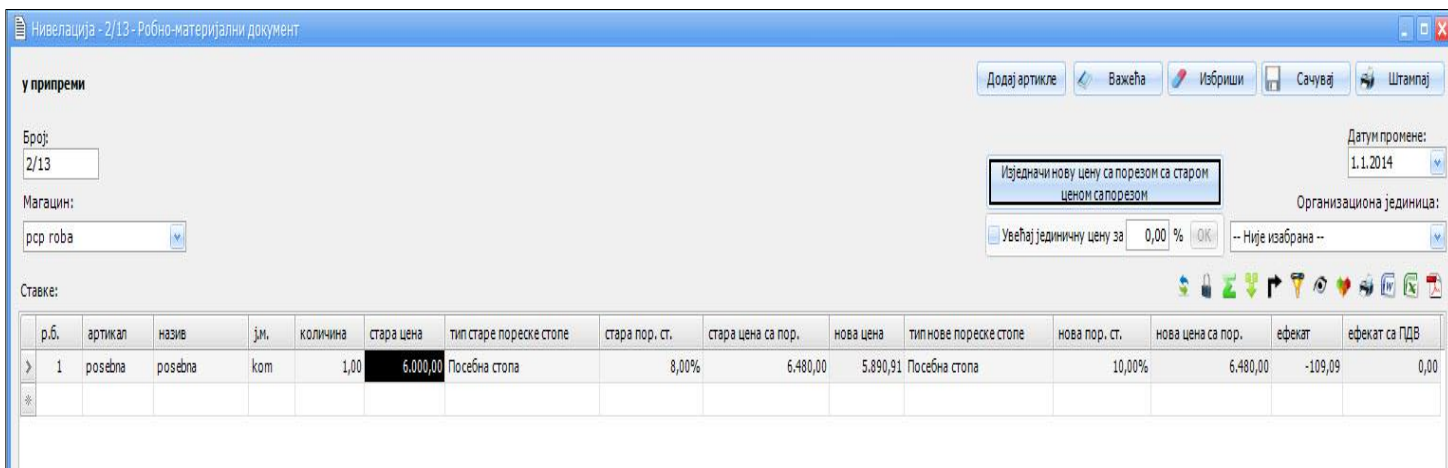 Нивелација - 2/13 - Робно-материјални документ
у припреми
Додај артикле Важећа Избриши Сачувај Штампај
Број:
2/13
Датум промене:
1.1.2014
Изједначи нову цену са порезом са старом
ценом са порезом
Магацин:
Организациона јединица:
рср roba
Увећај јединичну цену за 0,00 % OK
-- Није изабрана --
Ставке:
р.б. артикал назив ј.м. количина стара цена тип старе пореске стопе стара пор. ст. стара цена са пор. нова цена тип нове пореске стопе нова пор. ст. нова цена са пор. ефекат ефекат са ПДВ
1 posebna posebna kom 1,00 6.000,00 Посебна стопа 8,00% 6.480,00 5.890,91 Посебна стопа 10,00% 6.480,00 -109,09 0,00